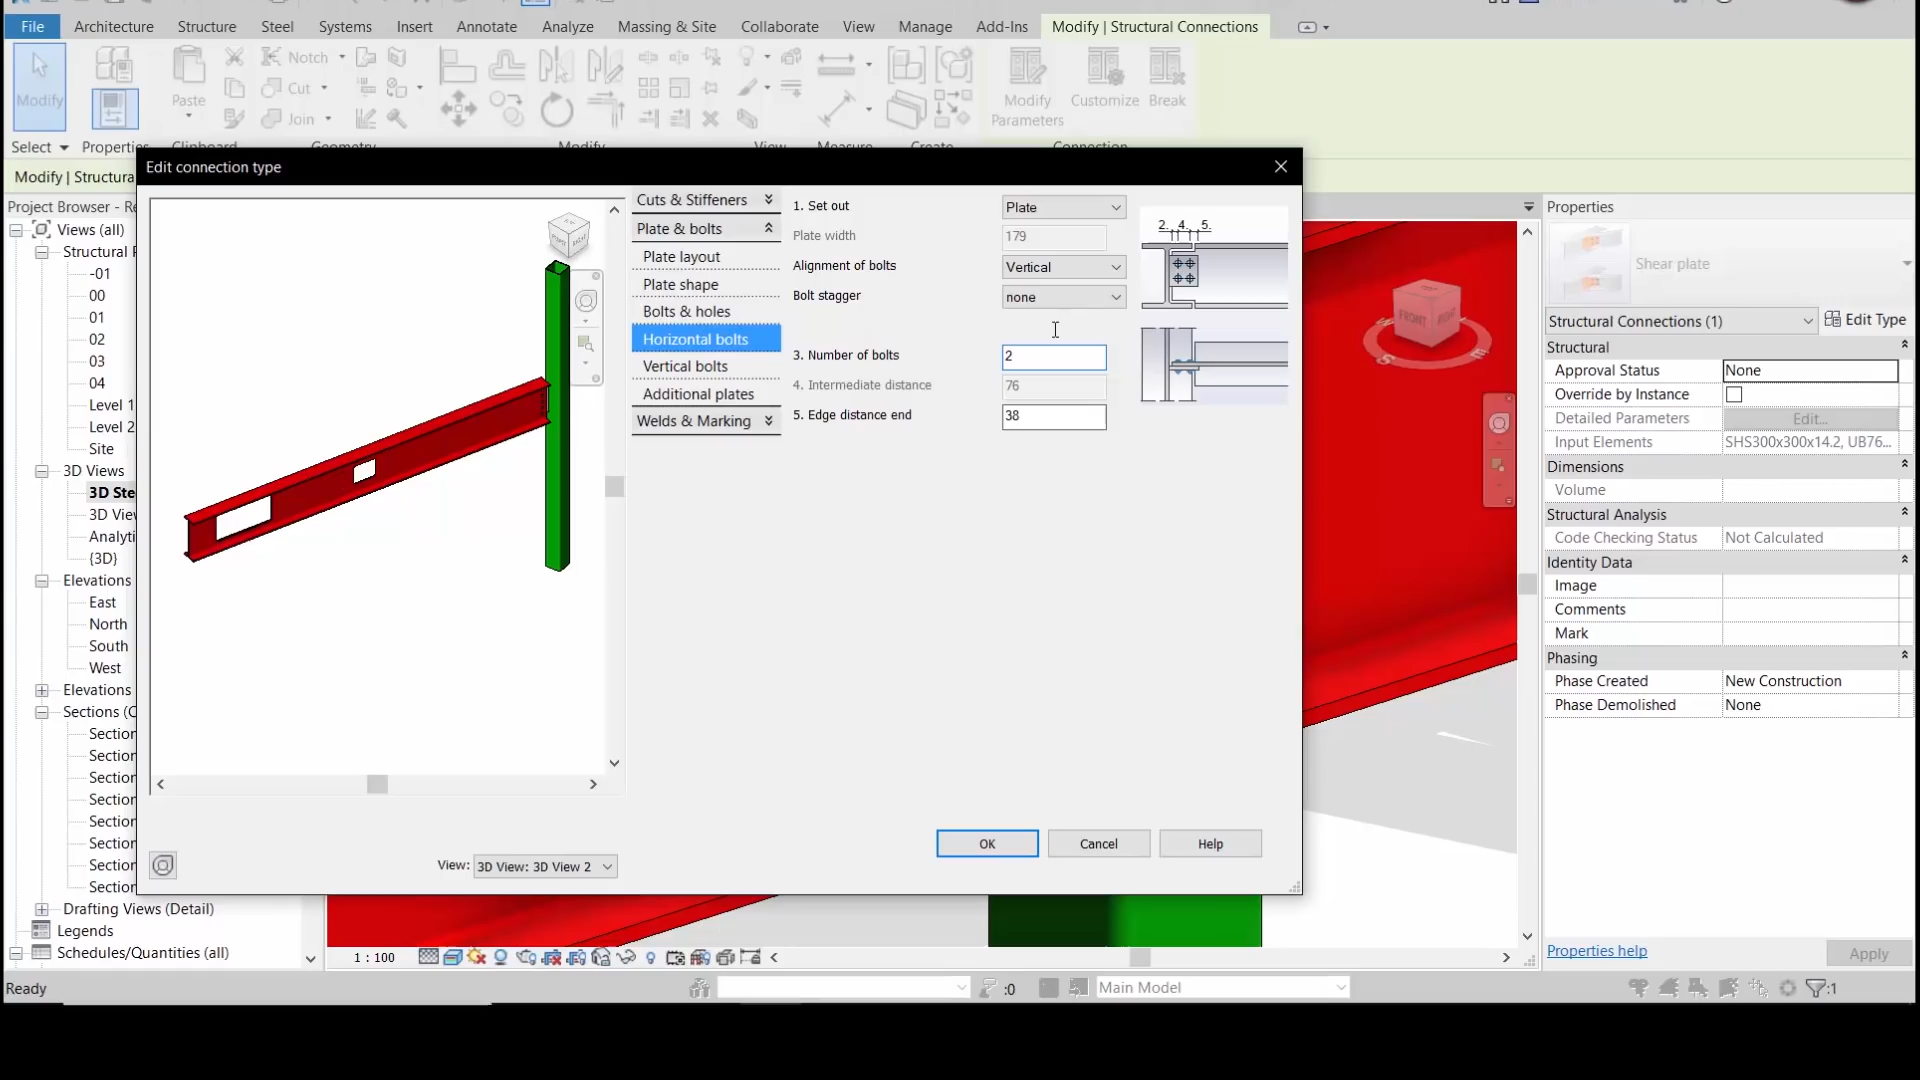 File Architecture Structure Steel Systems Insert Annotate Analyze Massing & Site Collaborate View Manage Add-Ins Modify | Structural Connections
Notch
Cut
Join
Modify
Paste
Modify Parameters
Customize
Break
Select Properties Clipboard Geometry Modify View Measure Create Connection
Modify | Structura
Project Browser - Re
Views (all)
Structural P
-01
00
01
02
03
04
Level 1
Level 2
Site
3D Views
3D Ste
3D View
Analyti
{3D}
Elevations
East
North
South
West
Elevations
Sections (C
Section
Section
Section
Section
Section
Section
Section
Section
Drafting Views (Detail)
Legends
Schedules/Quantities (all)
Edit connection type
Cuts & Stiffeners
Plate & bolts
Plate layout
Plate shape
Bolts & holes
Horizontal bolts
Vertical bolts
Additional plates
Welds & Marking
1. Set out Plate
Plate width 179
Alignment of bolts Vertical
Bolt stagger none
3. Number of bolts 2
4. Intermediate distance 76
5. Edge distance end 38
2. 4. 5.
View: 3D View: 3D View 2
OK Cancel Help
FRONT RIGHT
S
Properties
Shear plate
Structural Connections (1) Edit Type
Structural
Approval Status None
Override by Instance
Detailed Parameters Edit...
Input Elements SHS300x300x14.2, UB76...
Dimensions
Volume
Structural Analysis
Code Checking Status Not Calculated
Identity Data
Image
Comments
Mark
Phasing
Phase Created New Construction
Phase Demolished None
Properties help Apply
1 : 100
Ready
:0
Main Model
:1